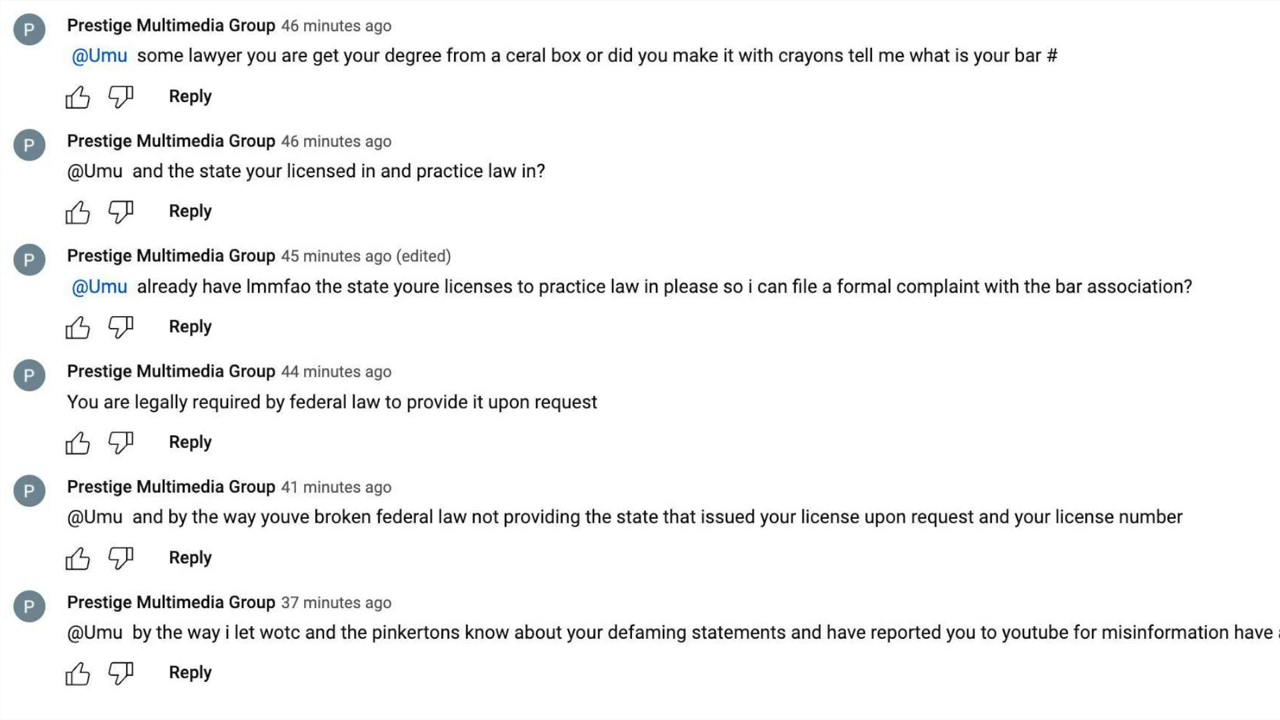 P
Prestige Multimedia Group 46 minutes ago
@Umu some lawyer you are get your degree from a ceral box or did you make it with crayons tell me what is your bar #
Reply
P
Prestige Multimedia Group 46 minutes ago
@Umu and the state your licensed in and practice law in?
Reply
P
Prestige Multimedia Group 45 minutes ago (edited)
@Umu already have lmmfao the state youre licenses to practice law in please so i can file a formal complaint with the bar association?
Reply
P
Prestige Multimedia Group 44 minutes ago
You are legally required by federal law to provide it upon request
Reply
P
Prestige Multimedia Group 41 minutes ago
@Umu and by the way youve broken federal law not providing the state that issued your license upon request and your license number
Reply
P
Prestige Multimedia Group 37 minutes ago
@Umu by the way i let wotc and the pinkertons know about your defaming statements and have reported you to youtube for misinformation have
Reply